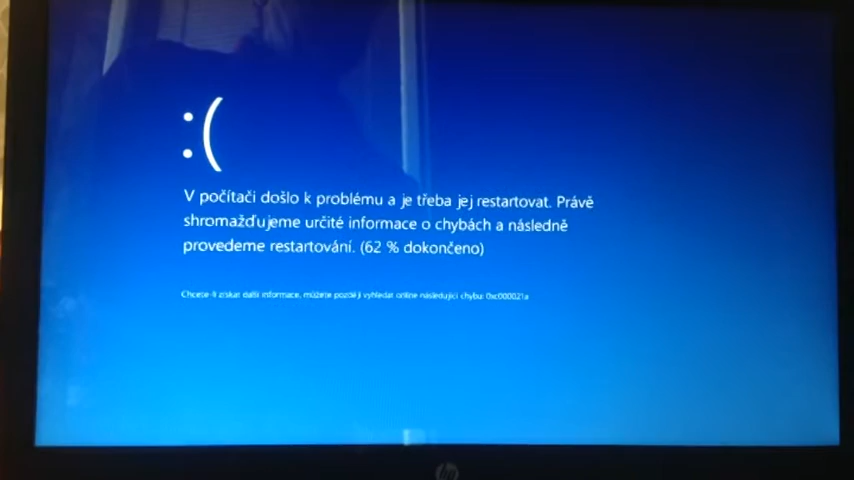 :(
V počítači došlo k problému a je třeba jej restartovat. Právě
shromažďujeme určité informace o chybách a následně
provedeme restartování. (62 % dokončeno)
Chcete-li získat další informace, můžete později vyhledat online následující chybu: 0xc000021a
hp